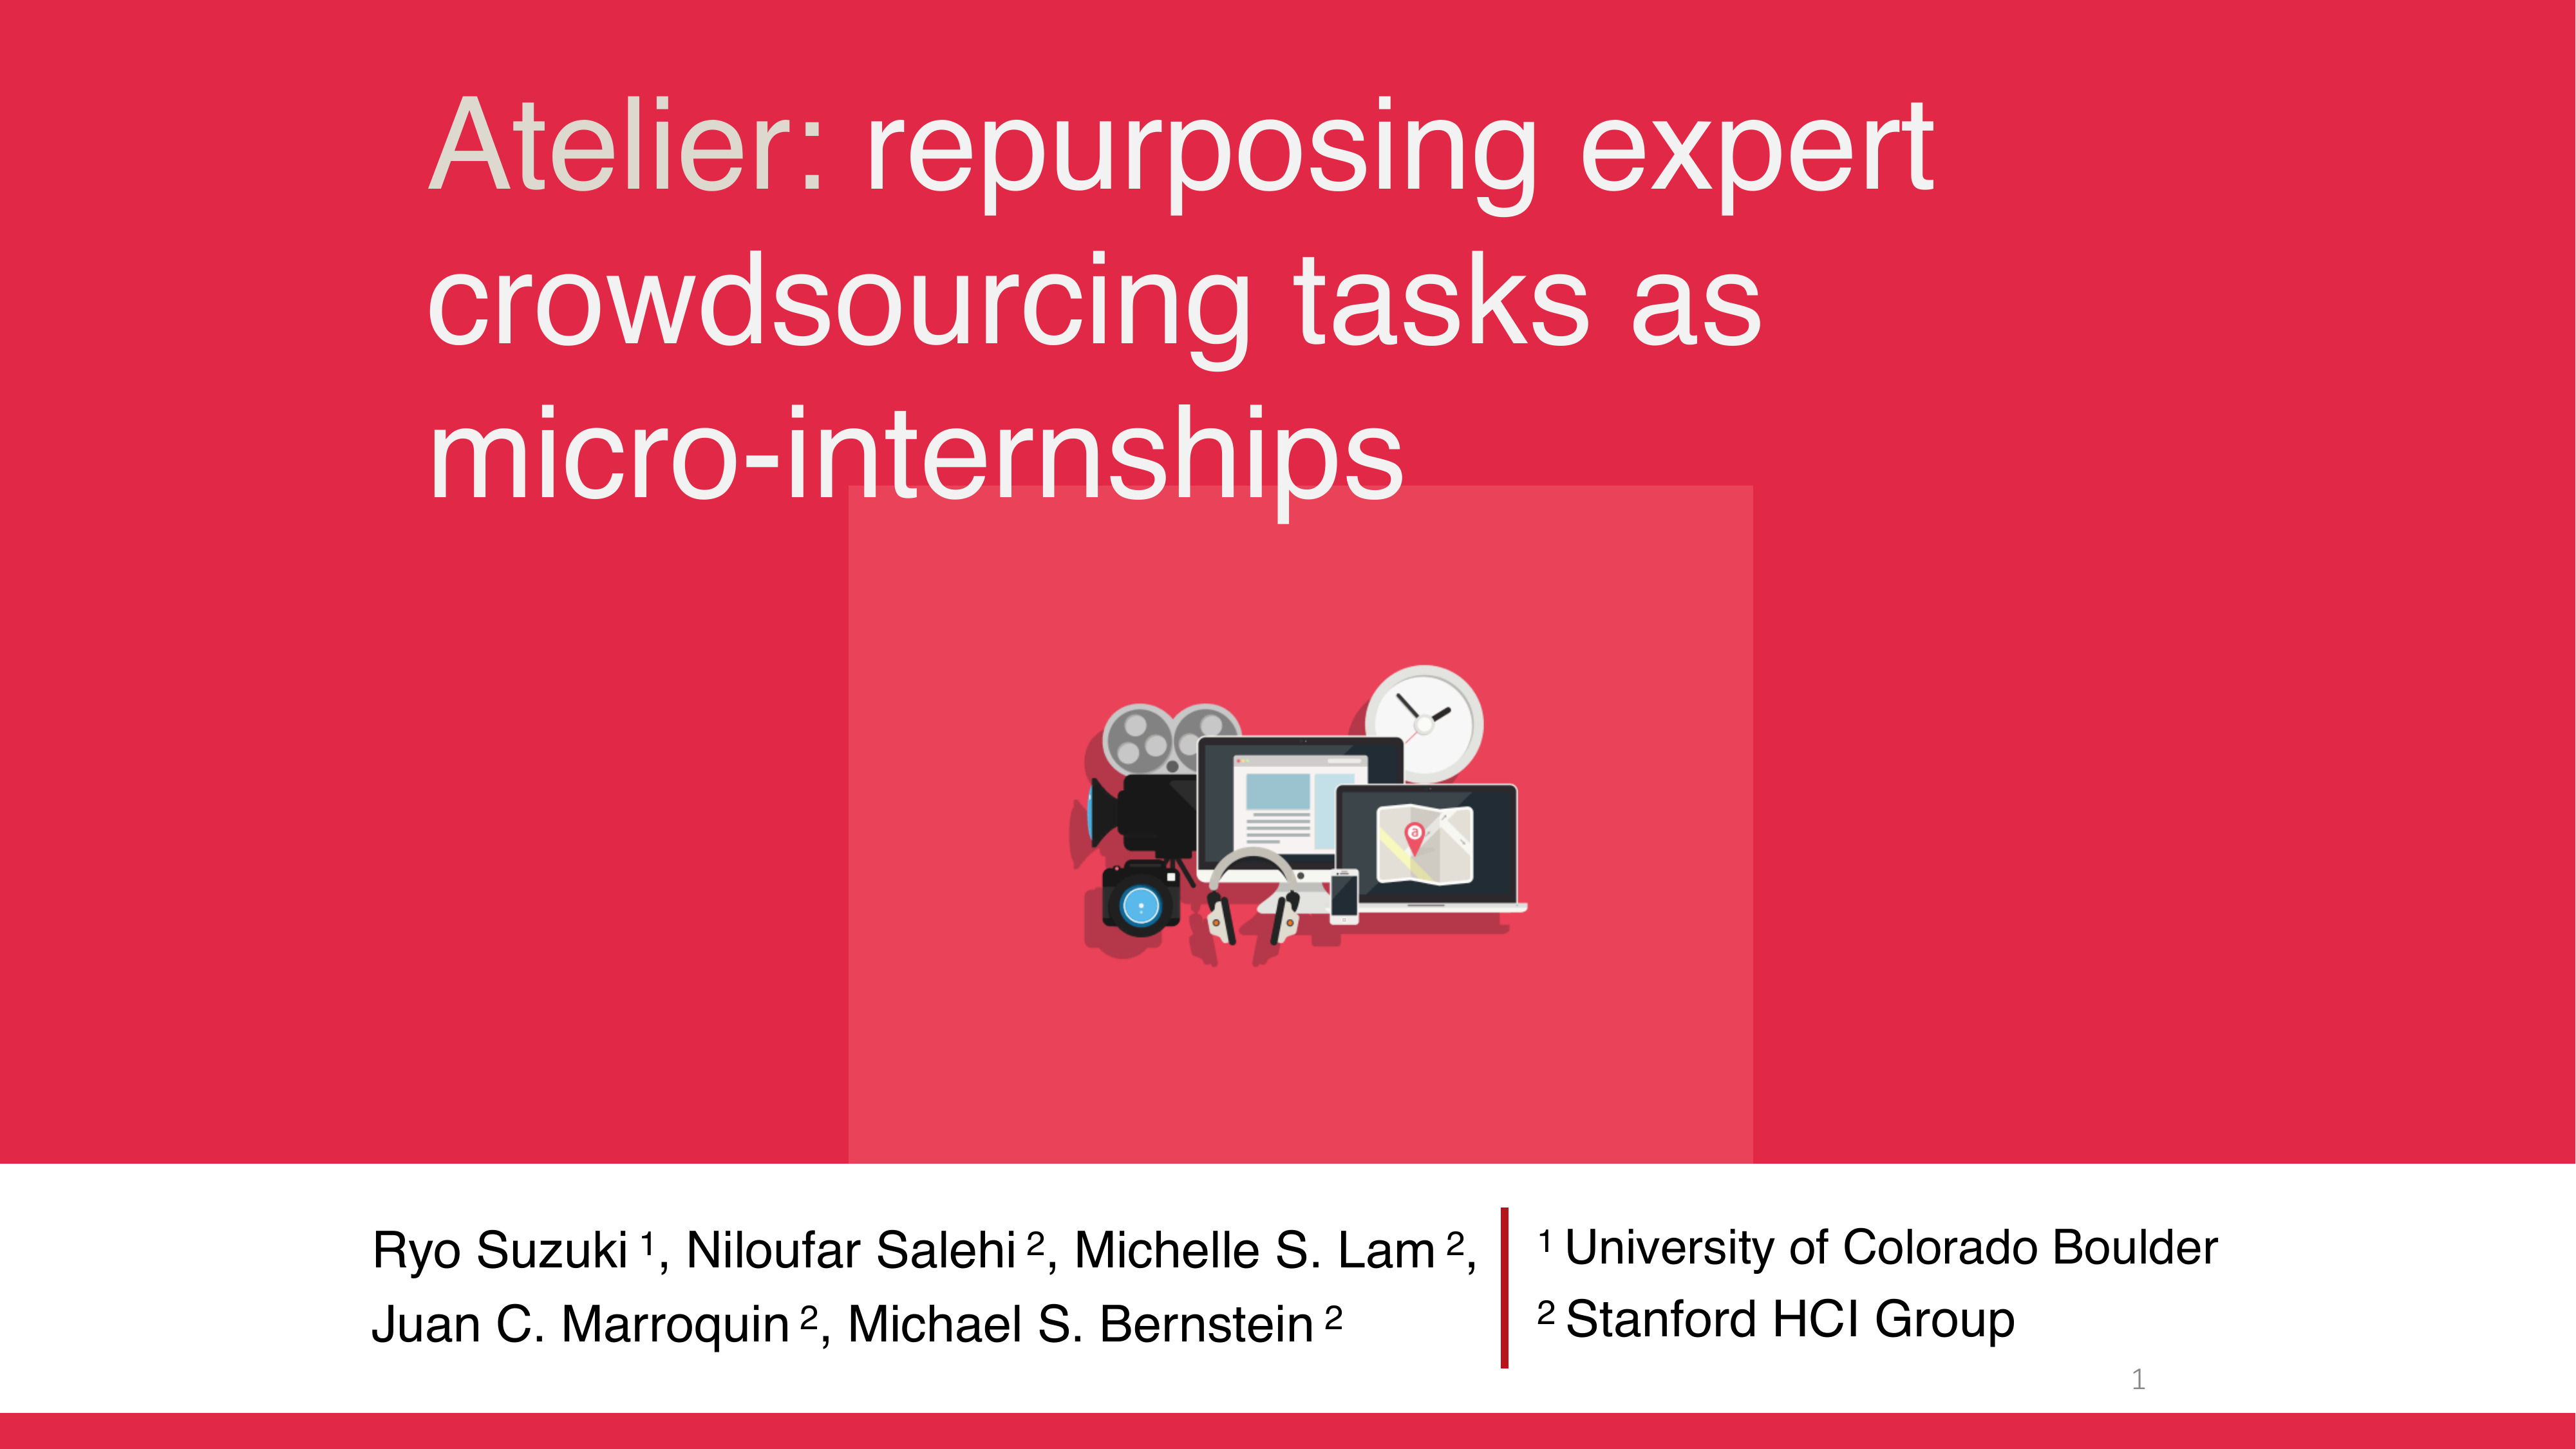 Atelier: repurposing expert
crowdsourcing tasks as
micro-internships
a
Ryo Suzuki ¹, Niloufar Salehi ², Michelle S. Lam ²,
Juan C. Marroquin ², Michael S. Bernstein ²
¹ University of Colorado Boulder
² Stanford HCI Group
1